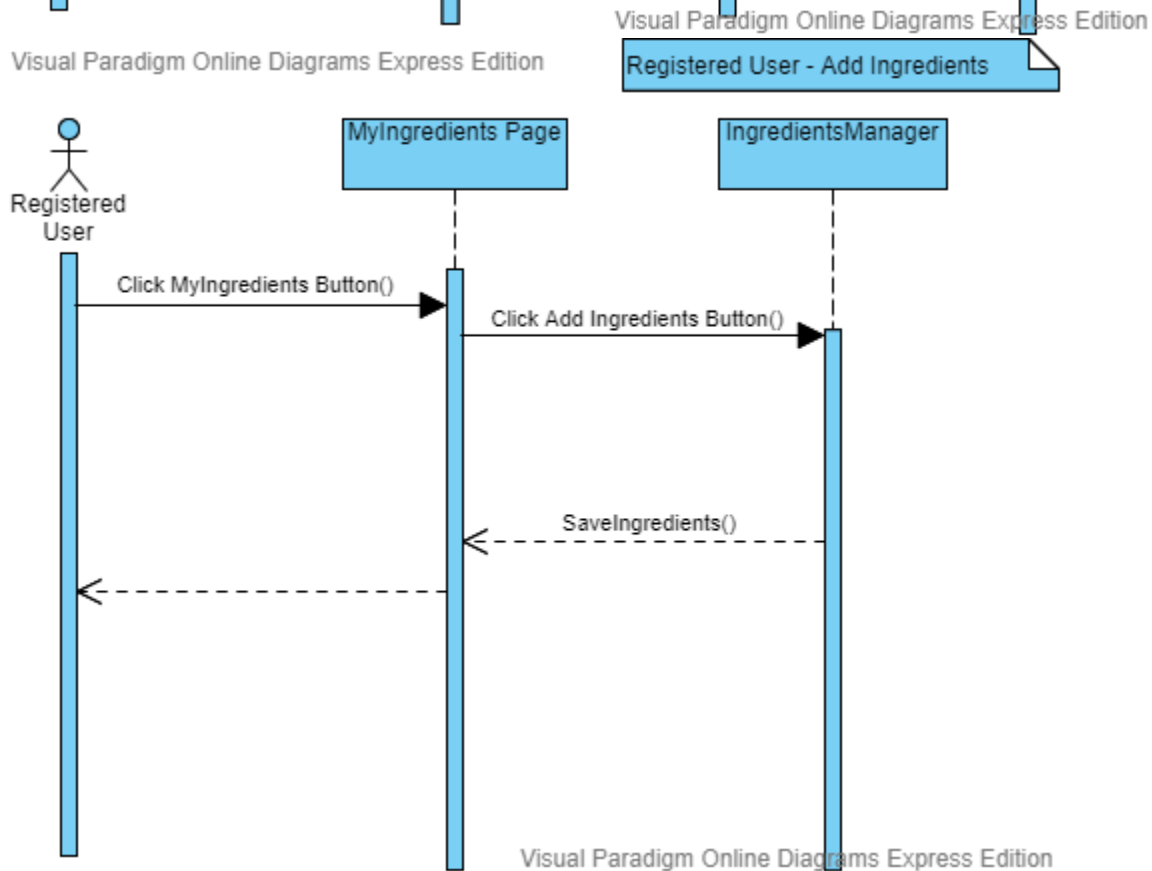 Visual Paradigm Online Diagrams Express Edition
Visual Paradigm Online Diagrams Express Edition
Registered User - Add Ingredients
MyIngredients Page
IngredientsManager
Registered
User
Click MyIngredients Button()
Click Add Ingredients Button()
SaveIngredients()
Visual Paradigm Online Diagrams Express Edition